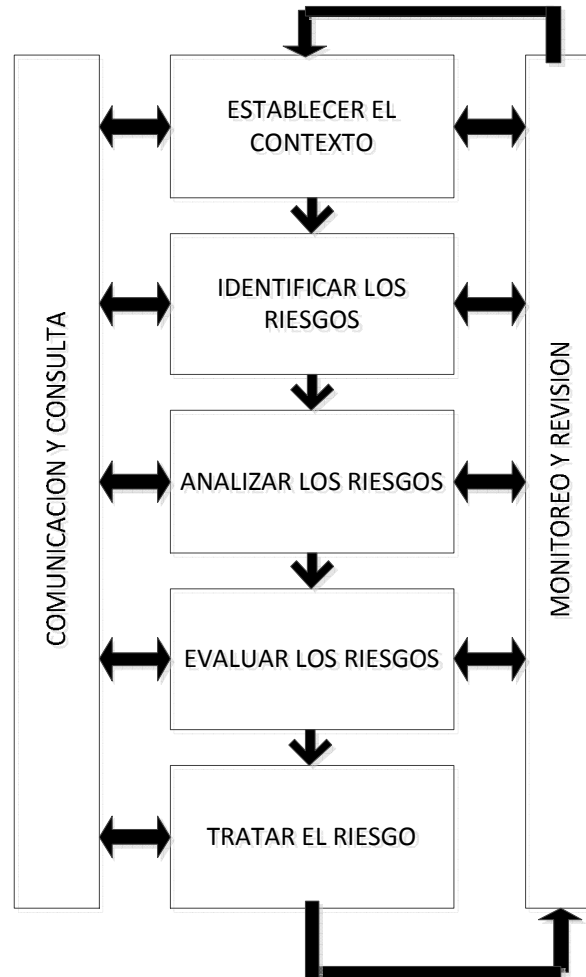 ESTABLECER EL
CONTEXTO
IDENTIFICAR LOS
RIESGOS
ANALIZAR LOS RIESGOS
EVALUAR LOS RIESGOS
TRATAR EL RIESGO
COMUNICACION Y CONSULTA
MONITOREO Y REVISION